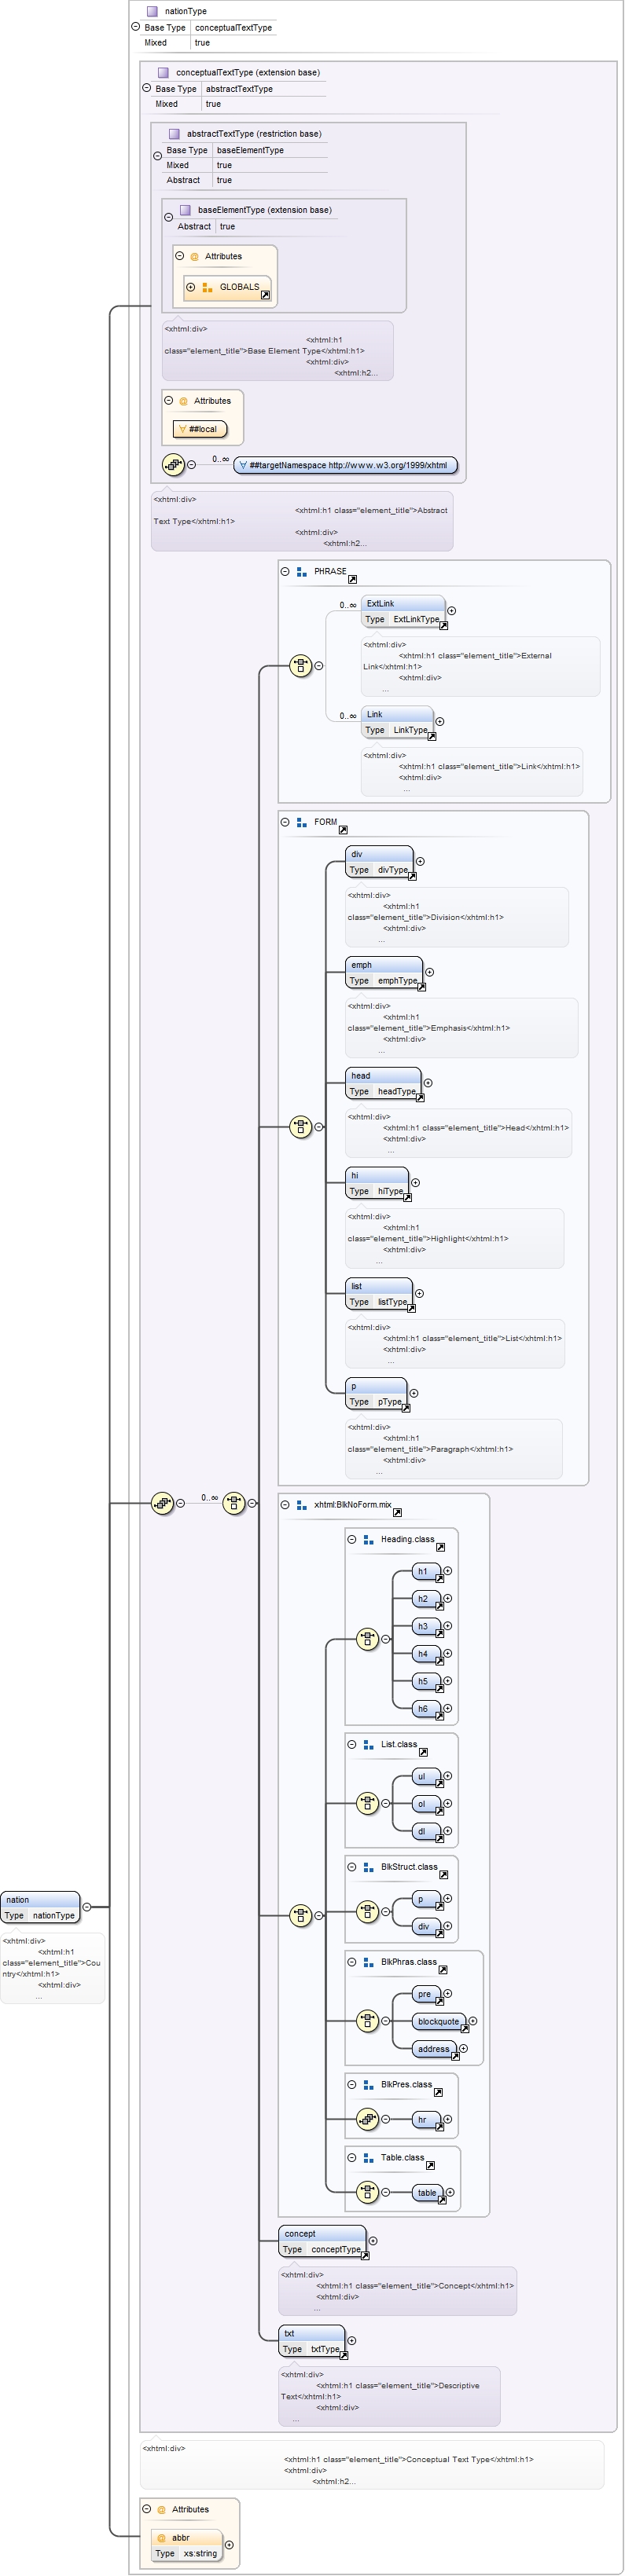 nationType
Base Type conceptualTextType
Mixed true
conceptualTextType (extension base)
Base Type abstractTextType
Mixed true
abstractTextType (restriction base)
Base Type baseElementType
Mixed true
Abstract true
baseElementType (extension base)
Abstract true
@ Attributes
GLOBALS
<xhtml:div>
<xhtml:h1
class="element_title">Base Element Type</xhtml:h1>
<xhtml:div>
<xhtml:h2...
@ Attributes
##local
0..∞ ##targetNamespace http://www.w3.org/1999/xhtml
<xhtml:div>
<xhtml:h1 class="element_title">Abstract
Text Type</xhtml:h1>
<xhtml:div>
<xhtml:h2...
PHRASE
0..∞ ExtLink
Type ExtLinkType
<xhtml:div>
<xhtml:h1 class="element_title">External
Link</xhtml:h1>
<xhtml:div>
...
0..∞ Link
Type LinkType
<xhtml:div>
<xhtml:h1 class="element_title">Link</xhtml:h1>
<xhtml:div>
...
FORM
div
Type divType
<xhtml:div>
<xhtml:h1
class="element_title">Division</xhtml:h1>
<xhtml:div>
...
emph
Type emphType
<xhtml:div>
<xhtml:h1
class="element_title">Emphasis</xhtml:h1>
<xhtml:div>
...
head
Type headType
<xhtml:div>
<xhtml:h1 class="element_title">Head</xhtml:h1>
<xhtml:div>
...
hi
Type hiType
<xhtml:div>
<xhtml:h1
class="element_title">Highlight</xhtml:h1>
<xhtml:div>
...
list
Type listType
<xhtml:div>
<xhtml:h1 class="element_title">List</xhtml:h1>
<xhtml:div>
...
p
Type pType
<xhtml:div>
<xhtml:h1
class="element_title">Paragraph</xhtml:h1>
<xhtml:div>
...
0..∞
xhtml:BlkNoForm.mix
Heading.class
h1
h2
h3
h4
h5
h6
List.class
ul
ol
dl
BlkStruct.class
p
div
BlkPhras.class
pre
blockquote
address
BlkPres.class
hr
Table.class
table
nation
Type nationType
<xhtml:div>
<xhtml:h1
class="element_title">Cou
ntry</xhtml:h1>
<xhtml:div>
...
concept
Type conceptType
<xhtml:div>
<xhtml:h1 class="element_title">Concept</xhtml:h1>
<xhtml:div>
...
txt
Type txtType
<xhtml:div>
<xhtml:h1 class="element_title">Descriptive
Text</xhtml:h1>
<xhtml:div>
...
<xhtml:div>
<xhtml:h1 class="element_title">Conceptual Text Type</xhtml:h1>
<xhtml:div>
<xhtml:h2...
@ Attributes
@ abbr
Type xs:string